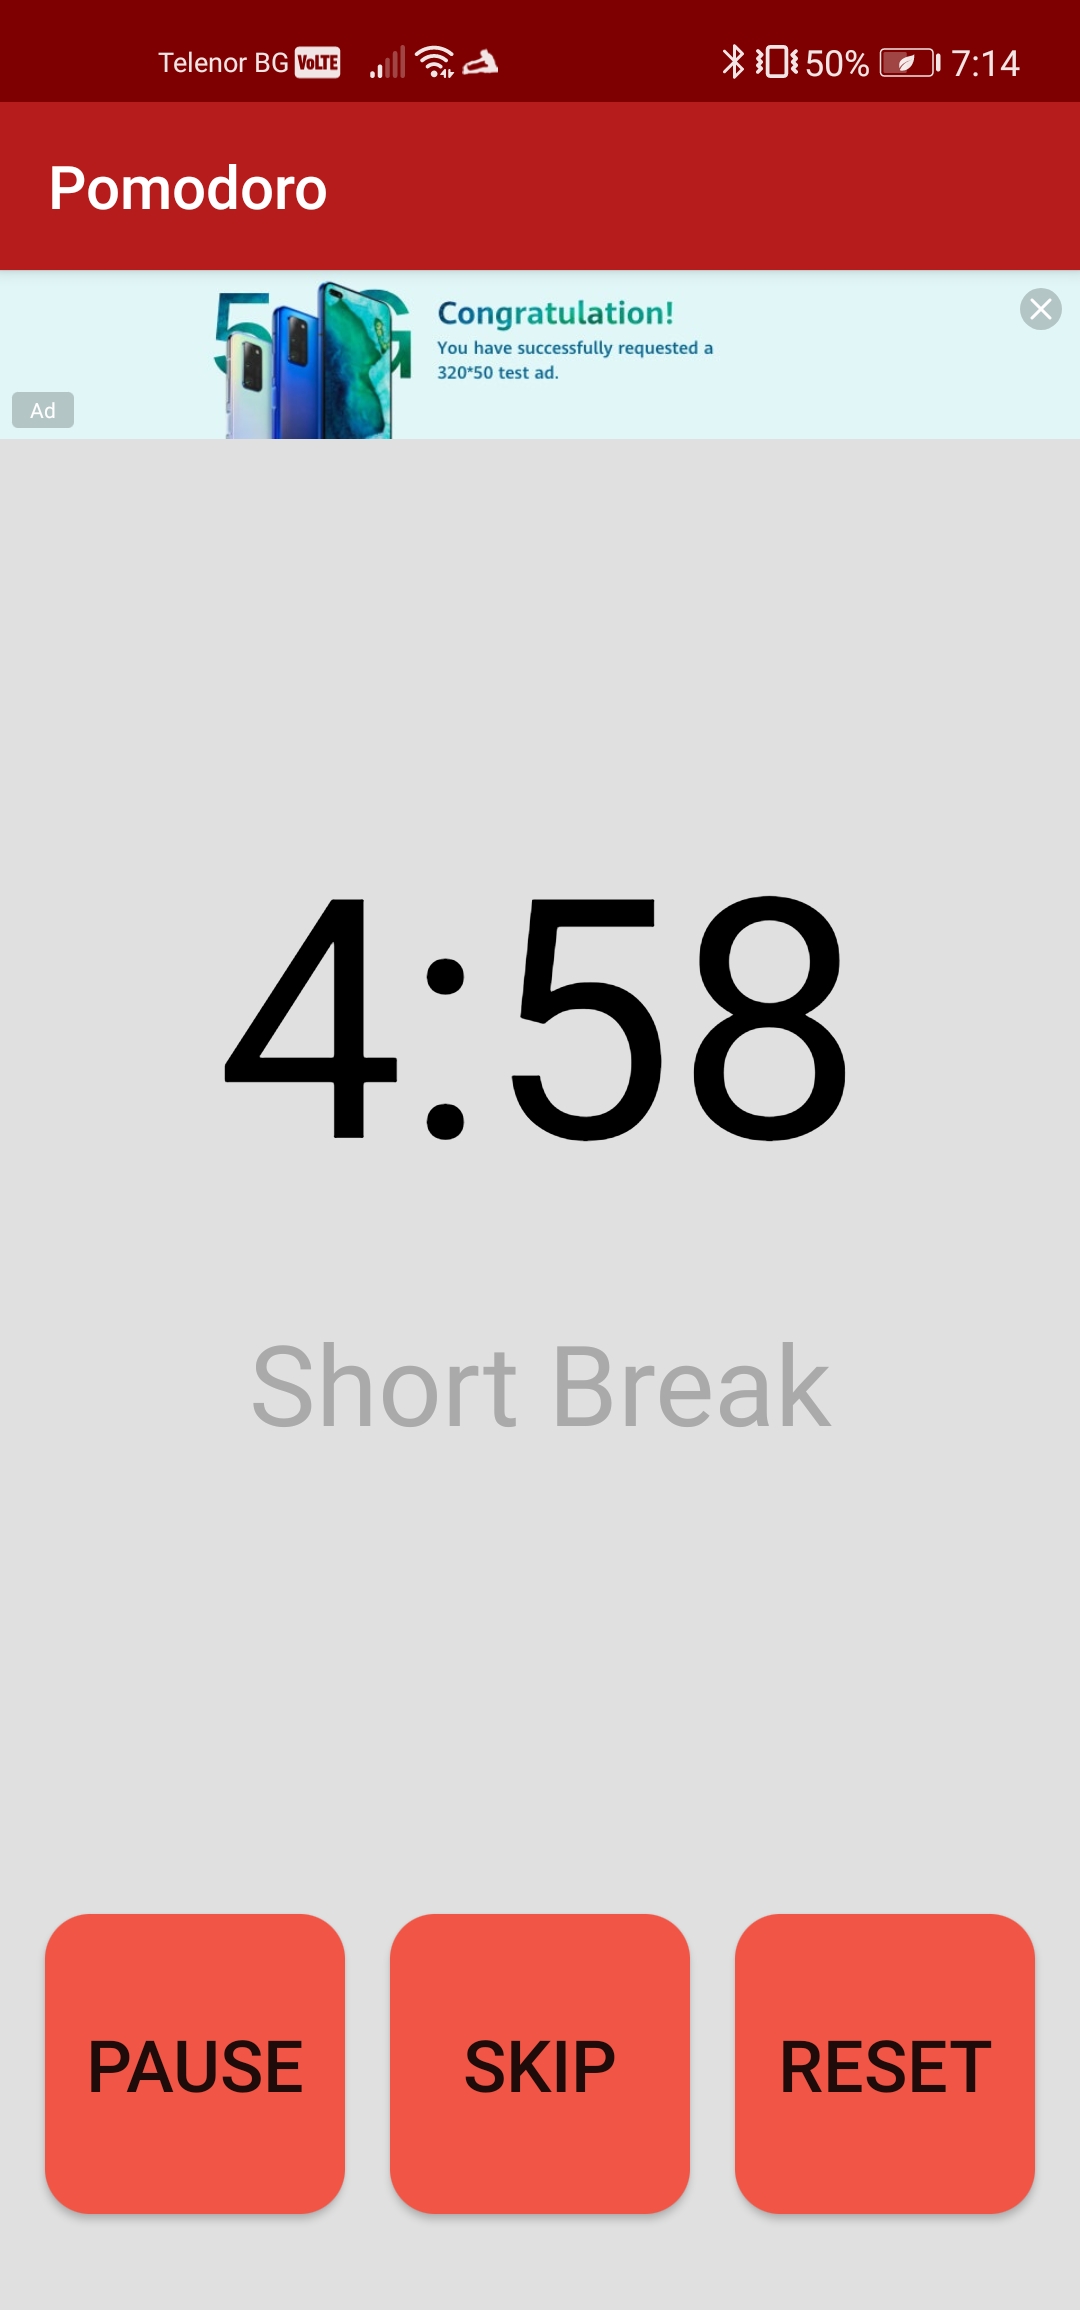 Telenor BG VoLTE 50% 7:14
Pomodoro
5G
Congratulation!
You have successfully requested a
320*50 test ad.
Ad
4:58
Short Break
PAUSE SKIP RESET